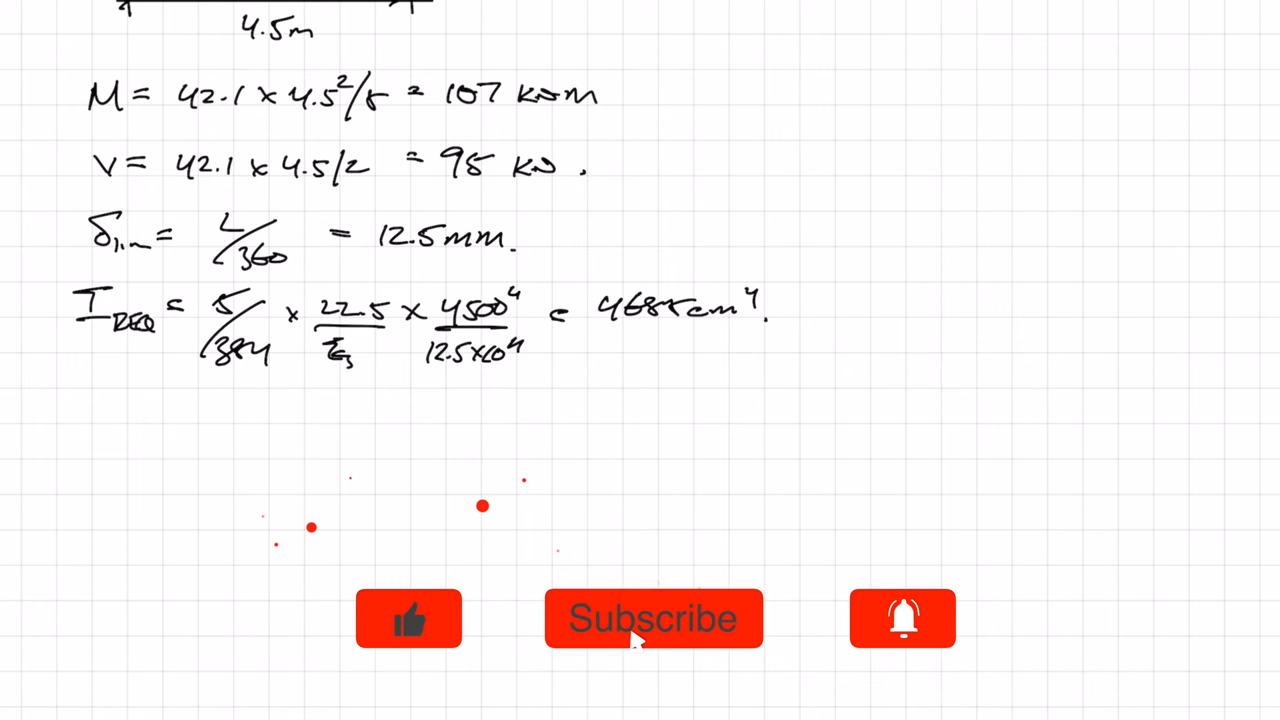 4.5m
M = 42.1 x 4.5²/8 = 107 kNm
V = 42.1 x 4.5/2 = 95 kN.
δlim = L/360 = 12.5mm.
IREQ = 5/384 x 22.5/Es x 4500⁴/12.5x10⁴ = 4685cm⁴.
Subscribe